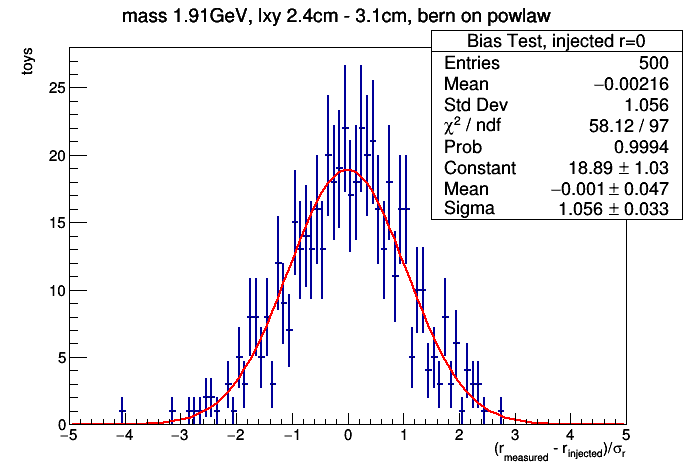 mass 1.91GeV, lxy 2.4cm - 3.1cm, bern on powlaw
toys
Bias Test, injected r=0
Entries 500
Mean −0.00216
Std Dev 1.056
χ² / ndf 58.12 / 97
Prob 0.9994
Constant 18.89 ± 1.03
Mean −0.001 ± 0.047
Sigma 1.056 ± 0.033
25
20
15
10
5
0
−5 −4 −3 −2 −1 0 1 2 3 4 5
(r_measured - r_injected)/σ_r